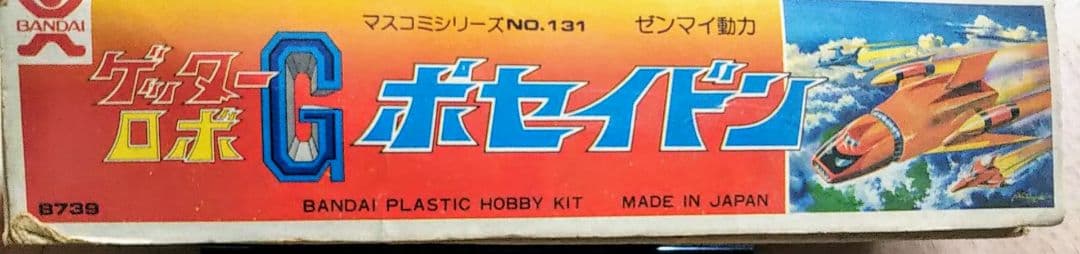 BANDAI
マスコミシリーズNO.131 ゼンマイ動力
ゲッターロボG ポセイドン
8739
BANDAI PLASTIC HOBBY KIT MADE IN JAPAN